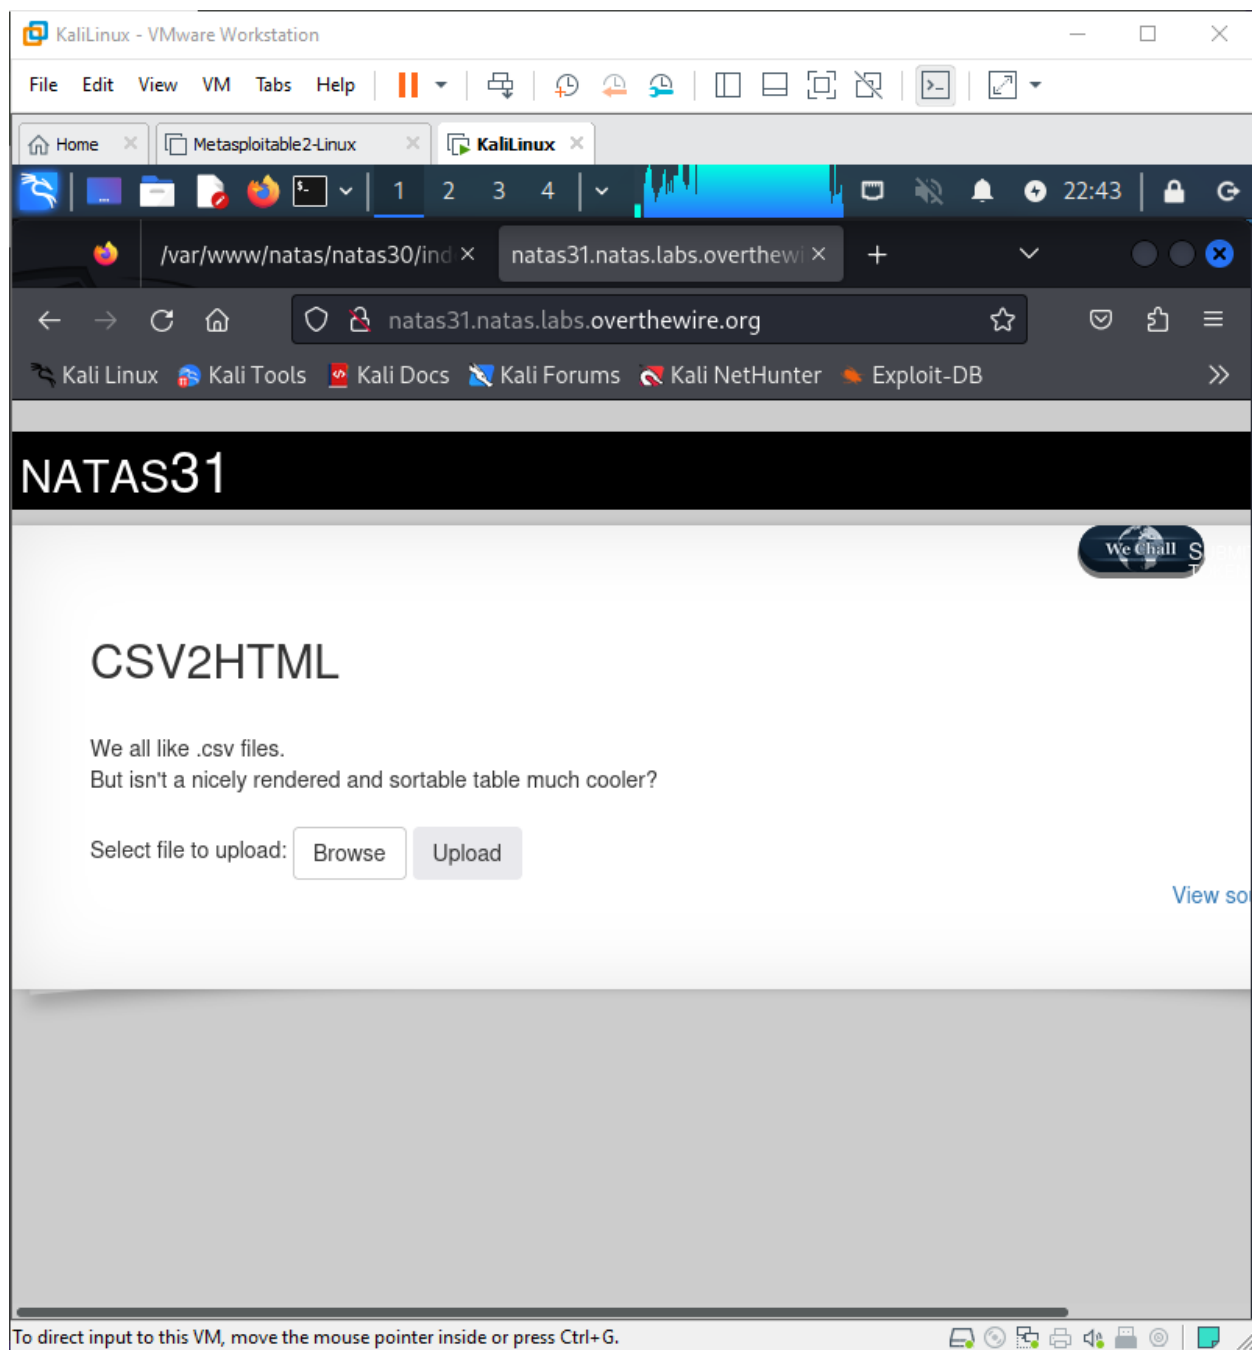 KaliLinux - VMware Workstation
File Edit View VM Tabs Help
Home Metasploitable2-Linux KaliLinux
1 2 3 4 22:43
/var/www/natas/natas30/ind natas31.natas.labs.overthewi
natas31.natas.labs.overthewire.org
Kali Linux Kali Tools Kali Docs Kali Forums Kali NetHunter Exploit-DB
NATAS31
We Chall S
T
CSV2HTML
We all like .csv files.
But isn't a nicely rendered and sortable table much cooler?
Select file to upload: Browse Upload
View sou
To direct input to this VM, move the mouse pointer inside or press Ctrl+G.